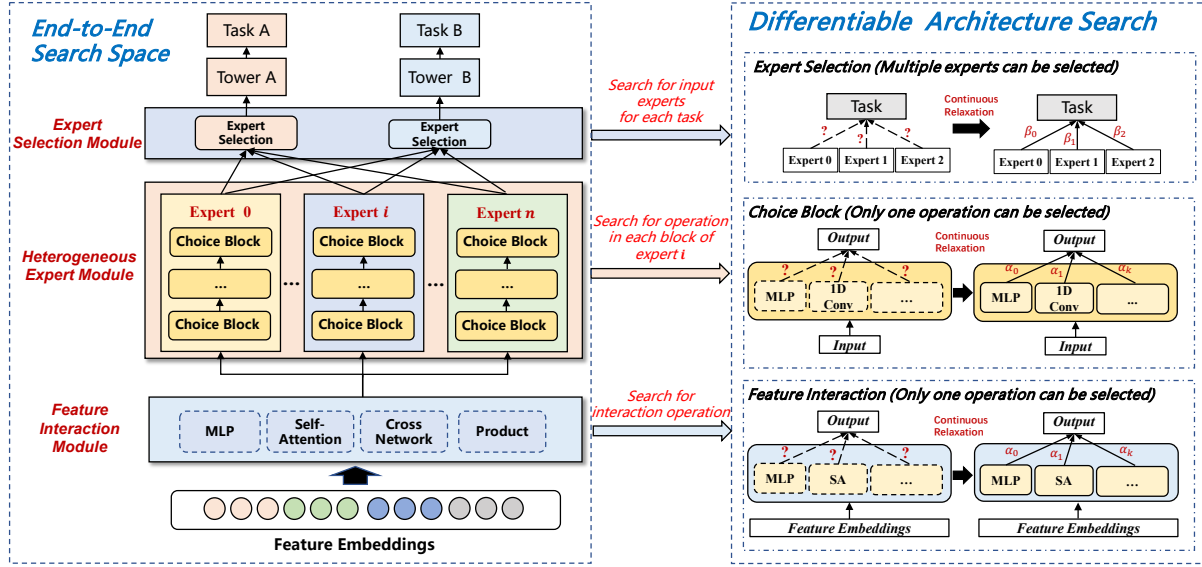 End-to-End
Search Space
Task A
Task B
Tower A
Tower B
Expert
Selection Module
Expert
Selection
Expert
Selection
Heterogeneous
Expert Module
Expert 0
Expert i
Expert n
Choice Block
Choice Block
Choice Block
...
...
...
...
...
Choice Block
Choice Block
Choice Block
Feature
Interaction
Module
MLP
Self-
Attention
Cross
Network
Product
Feature Embeddings
Search for input
experts
for each task
Search for operation
in each block of
expert i
Search for
interaction operation
Differentiable Architecture Search
Expert Selection (Multiple experts can be selected)
Task
Continuous
Relaxation
Task
? ? ?
β0 β1 β2
Expert 0
Expert 1
Expert 2
Expert 0
Expert 1
Expert 2
Choice Block (Only one operation can be selected)
Output
Continuous
Relaxation
Output
? ? ?
α0 α1 αk
MLP
1D
Conv
...
MLP
1D
Conv
...
Input
Input
Feature Interaction (Only one operation can be selected)
Output
Continuous
Relaxation
Output
? ? ?
α0 α1 αk
MLP
SA
...
MLP
SA
...
Feature Embeddings
Feature Embeddings